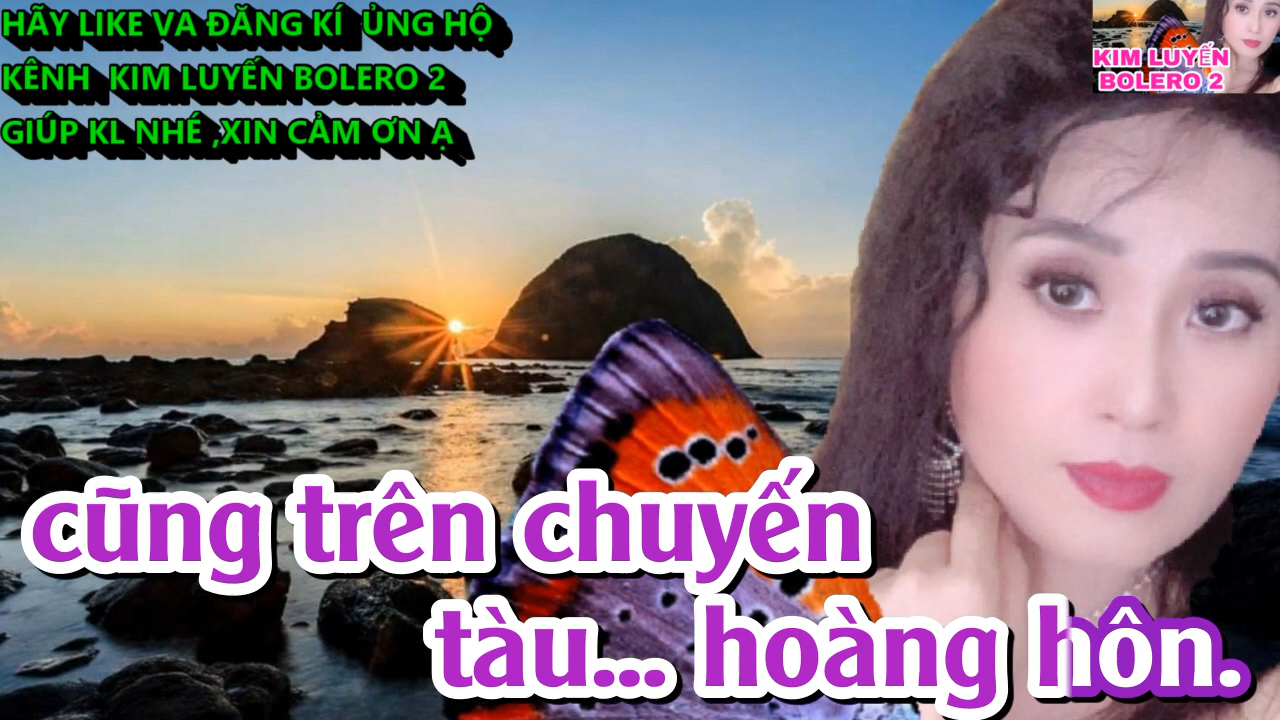 HÃY LIKE VA ĐĂNG KÍ  ỦNG HỘ
KÊNH  KIM LUYẾN BOLERO 2
GIÚP KL NHÉ ,XIN CẢM ƠN Ạ
KIM LUYẾN
BOLERO 2
cũng trên chuyến
tàu... hoàng hôn.